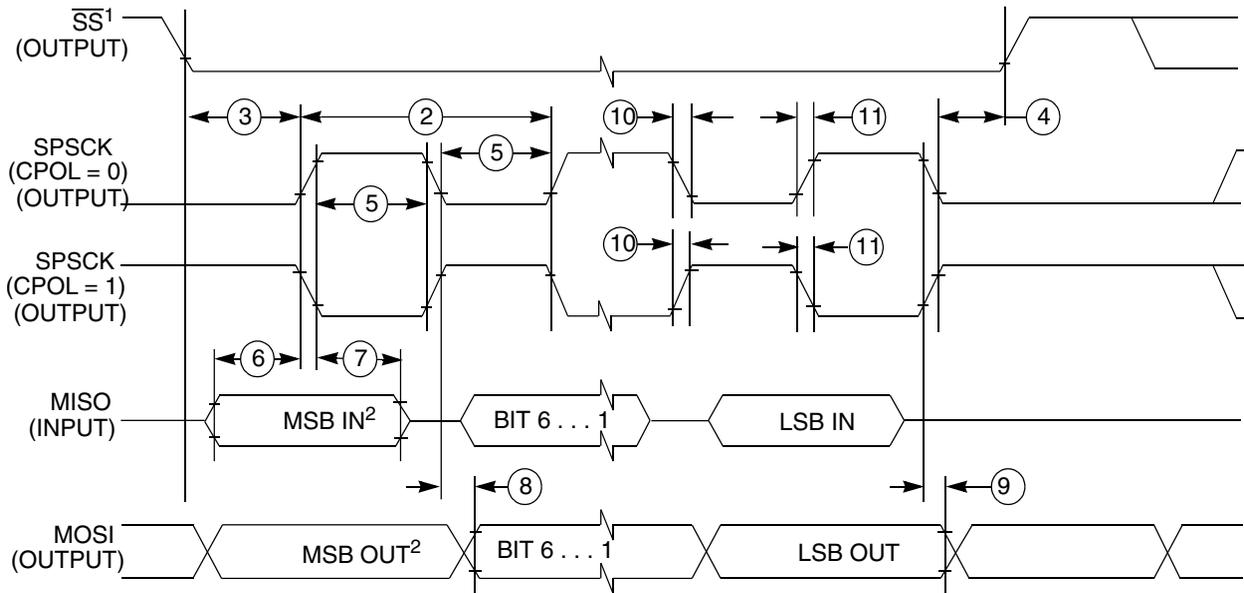 SS¹
(OUTPUT)
3
2
10
11
4
SPSCK
(CPOL = 0)
(OUTPUT)
5
5
SPSCK
(CPOL = 1)
(OUTPUT)
10
11
6
7
MISO
(INPUT)
MSB IN²
BIT 6 . . . 1
LSB IN
8
9
MOSI
(OUTPUT)
MSB OUT²
BIT 6 . . . 1
LSB OUT